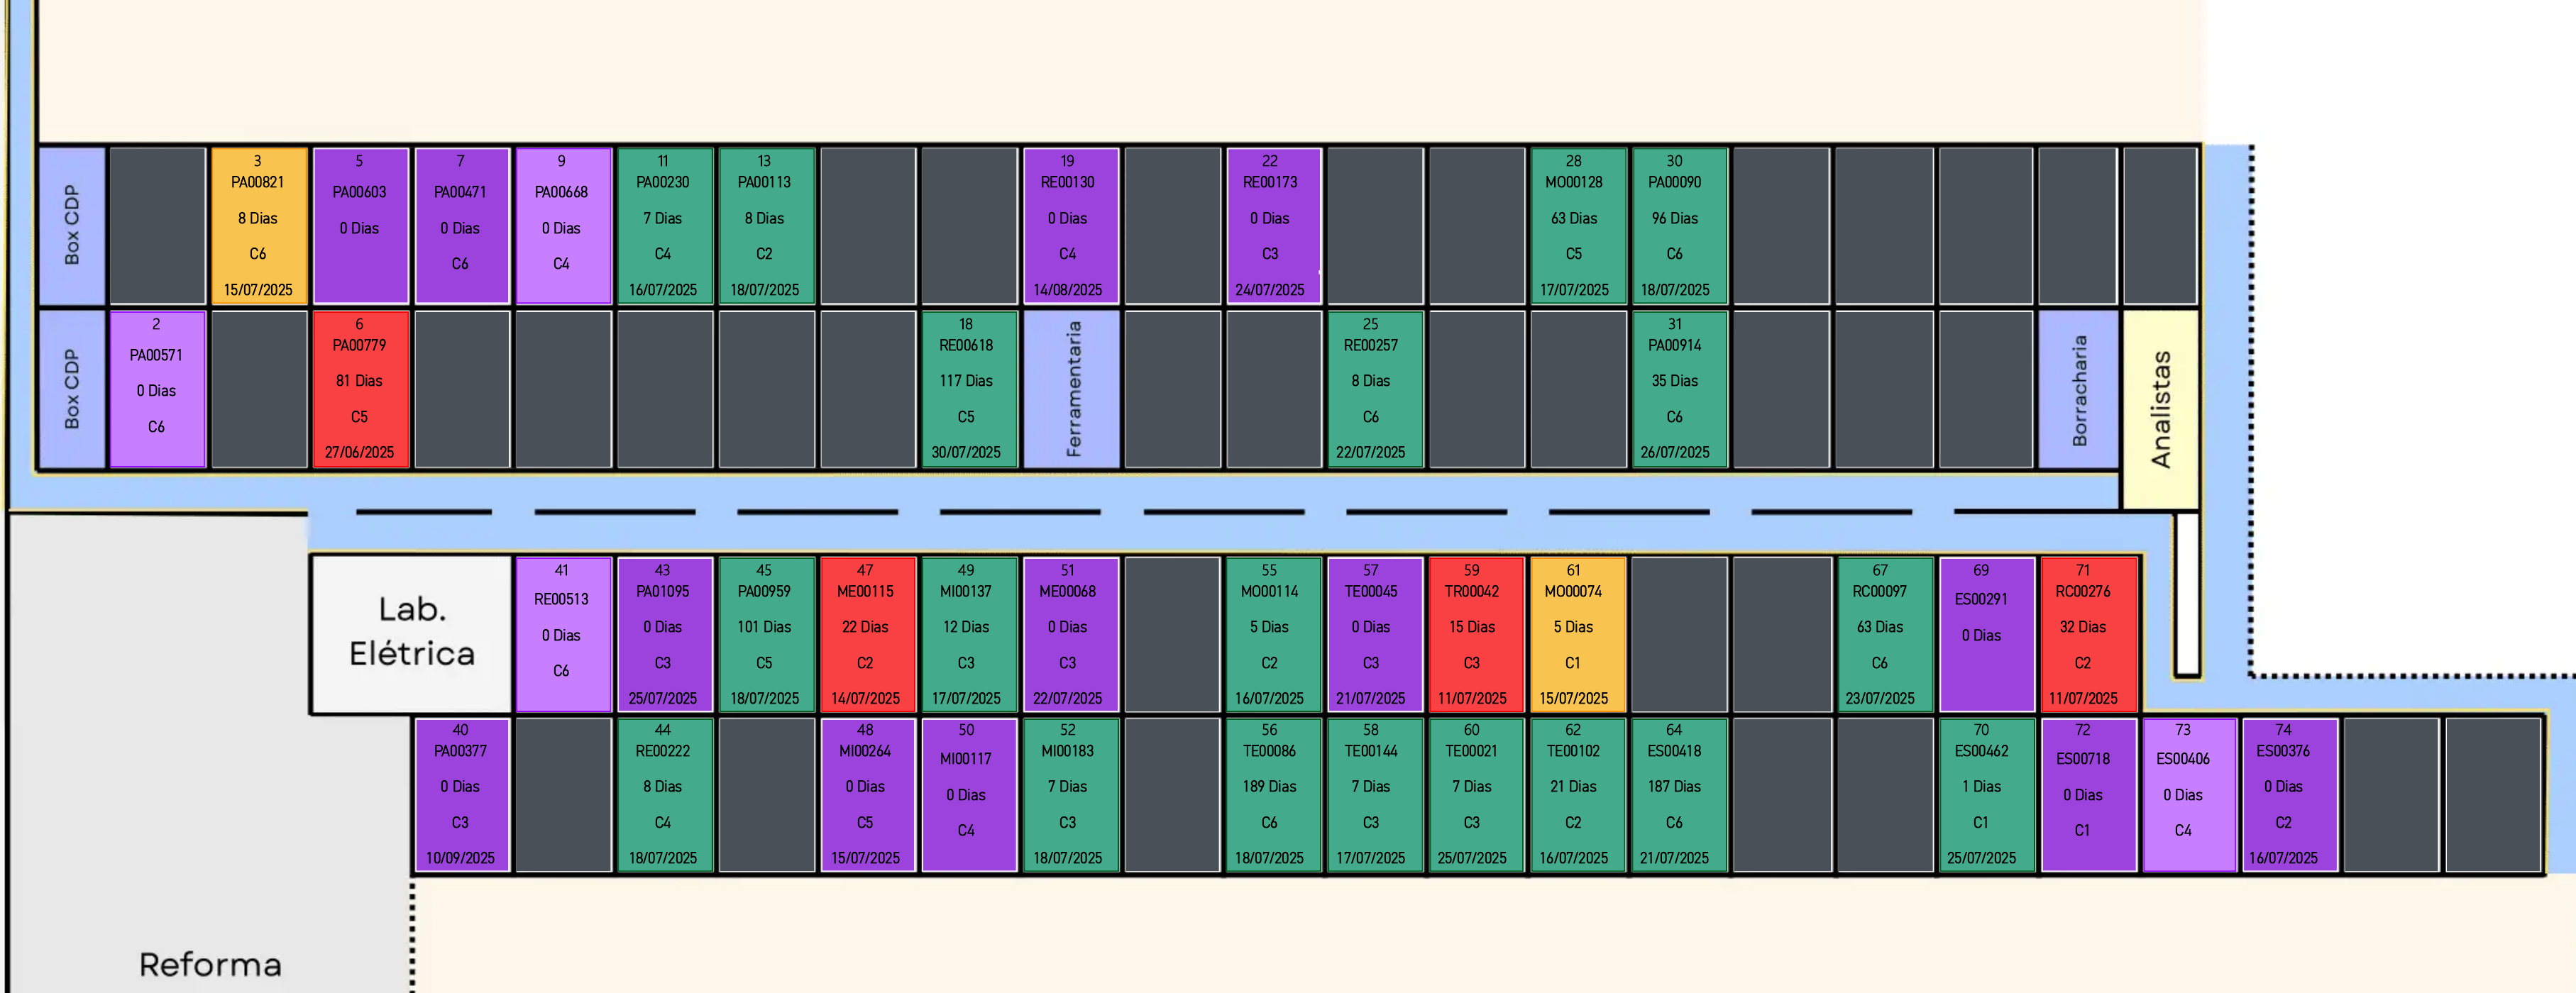 Box CDP
3
PA00821
8 Dias
C6
15/07/2025
5
PA00603
0 Dias
7
PA00471
0 Dias
C6
9
PA00668
0 Dias
C4
11
PA00230
7 Dias
C4
16/07/2025
13
PA00113
8 Dias
C2
18/07/2025
19
RE00130
0 Dias
C4
14/08/2025
22
RE00173
0 Dias
C3
24/07/2025
28
MO00128
63 Dias
C5
17/07/2025
30
PA00090
96 Dias
C6
18/07/2025
Box CDP
2
PA00571
0 Dias
C6
6
PA00779
81 Dias
C5
27/06/2025
18
RE00618
117 Dias
C5
30/07/2025
Ferramentaria
25
RE00257
8 Dias
C6
22/07/2025
31
PA00914
35 Dias
C6
26/07/2025
Borracharia
Analistas
Lab.
Elétrica
41
RE00513
0 Dias
C6
43
PA01095
0 Dias
C3
25/07/2025
45
PA00959
101 Dias
C5
18/07/2025
47
ME00115
22 Dias
C2
14/07/2025
49
MI00137
12 Dias
C3
17/07/2025
51
ME00068
0 Dias
C3
22/07/2025
55
MO00114
5 Dias
C2
16/07/2025
57
TE00045
0 Dias
C3
21/07/2025
59
TR00042
15 Dias
C3
11/07/2025
61
MO00074
5 Dias
C1
15/07/2025
67
RC00097
63 Dias
C6
23/07/2025
69
ES00291
0 Dias
71
RC00276
32 Dias
C2
11/07/2025
40
PA00377
0 Dias
C3
10/09/2025
44
RE00222
8 Dias
C4
18/07/2025
48
MI00264
0 Dias
C5
15/07/2025
50
MI00117
0 Dias
C4
52
MI00183
7 Dias
C3
18/07/2025
56
TE00086
189 Dias
C6
18/07/2025
58
TE00144
7 Dias
C3
17/07/2025
60
TE00021
7 Dias
C3
25/07/2025
62
TE00102
21 Dias
C2
16/07/2025
64
ES00418
187 Dias
C6
21/07/2025
70
ES00462
1 Dias
C1
25/07/2025
72
ES00718
0 Dias
C1
73
ES00406
0 Dias
C4
74
ES00376
0 Dias
C2
16/07/2025
Reforma